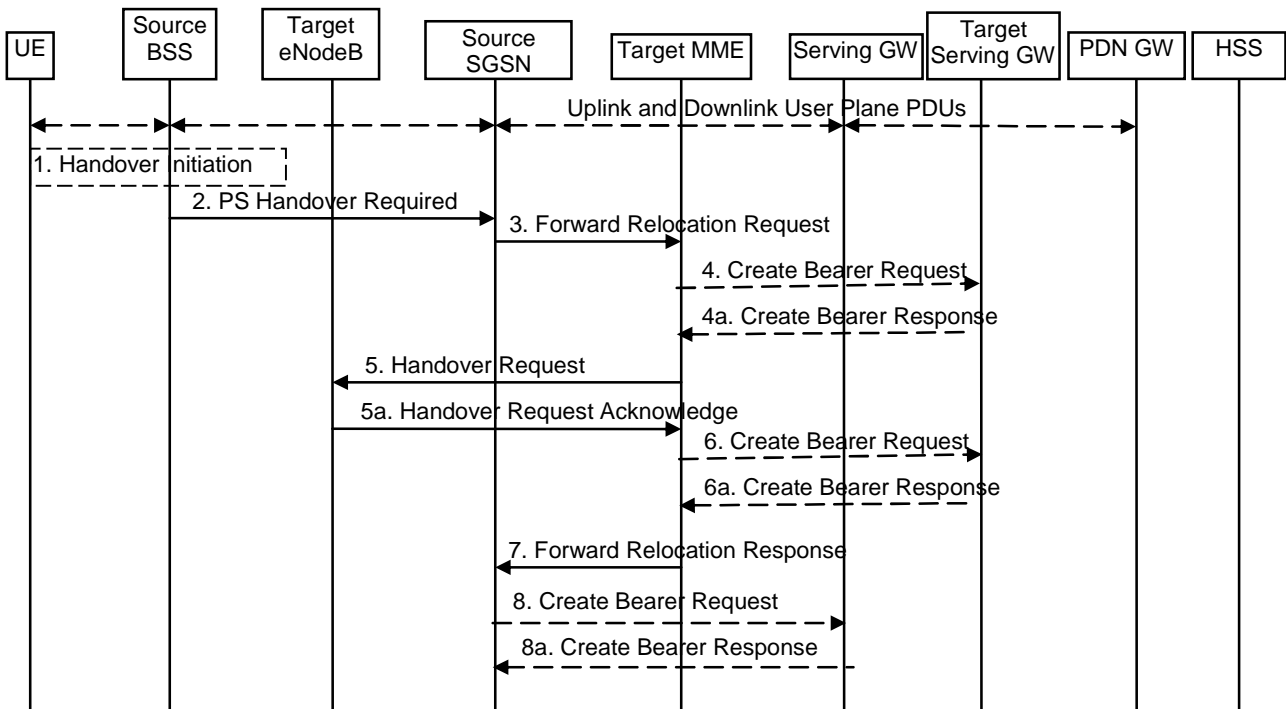 UE
Source
BSS
Target
eNodeB
Source
SGSN
Target MME
Serving GW
Target
Serving GW
PDN GW
HSS
Uplink and Downlink User Plane PDUs
1. Handover Initiation
2. PS Handover Required
3. Forward Relocation Request
4. Create Bearer Request
4a. Create Bearer Response
5. Handover Request
5a. Handover Request Acknowledge
6. Create Bearer Request
6a. Create Bearer Response
7. Forward Relocation Response
8. Create Bearer Request
8a. Create Bearer Response